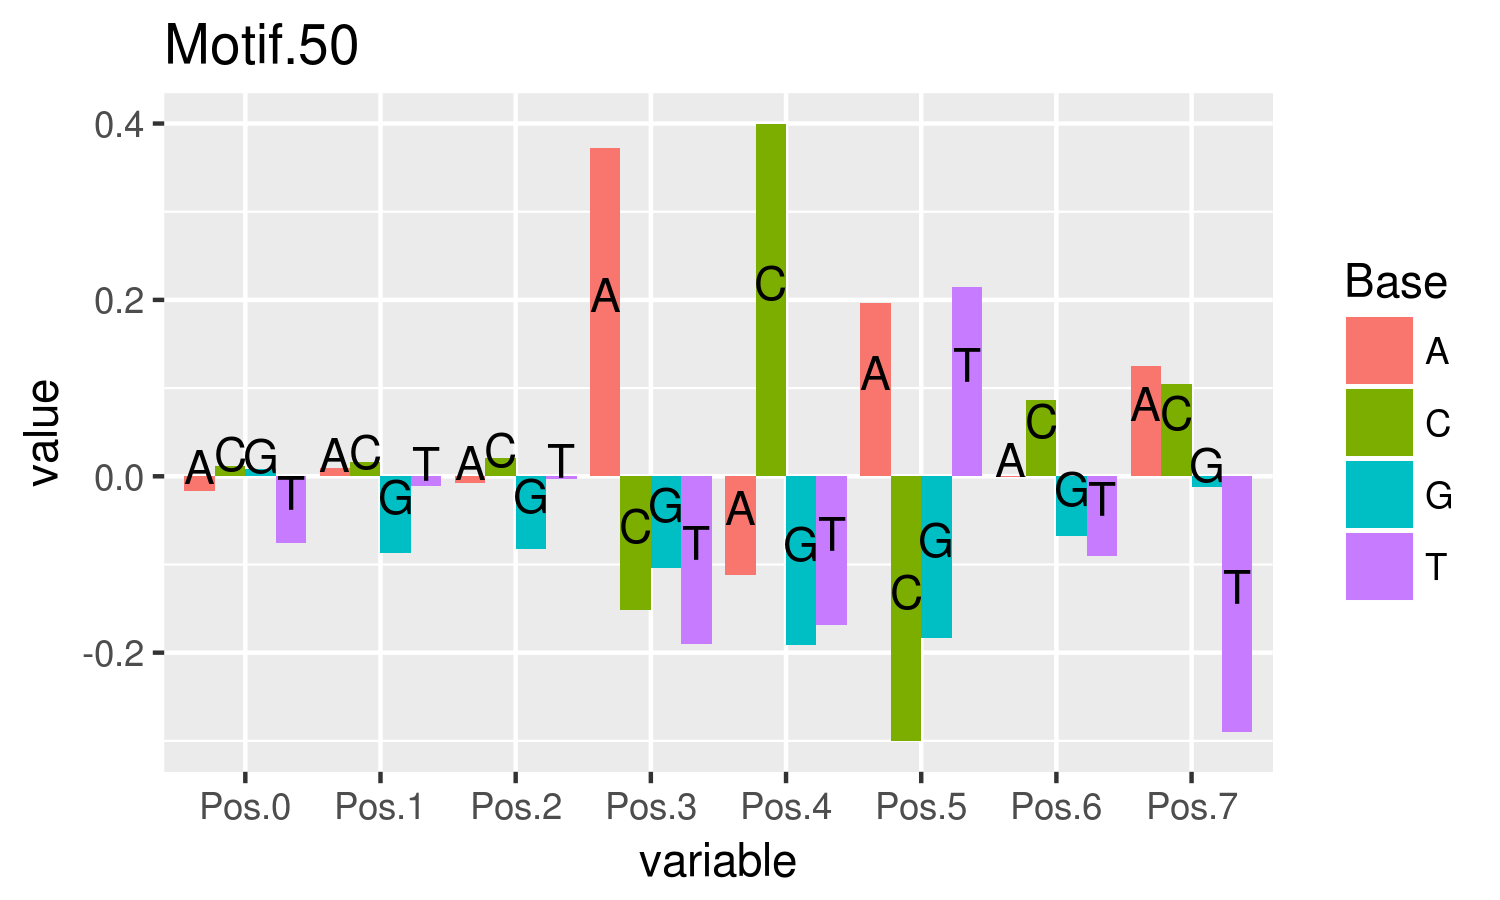 Motif.50
0.4
0.2
0.0
-0.2
value
A C G T A C G T A C G T A C G T A C G T A C G T A C G T A C G T
Pos.0 Pos.1 Pos.2 Pos.3 Pos.4 Pos.5 Pos.6 Pos.7
variable
Base
A
C
G
T